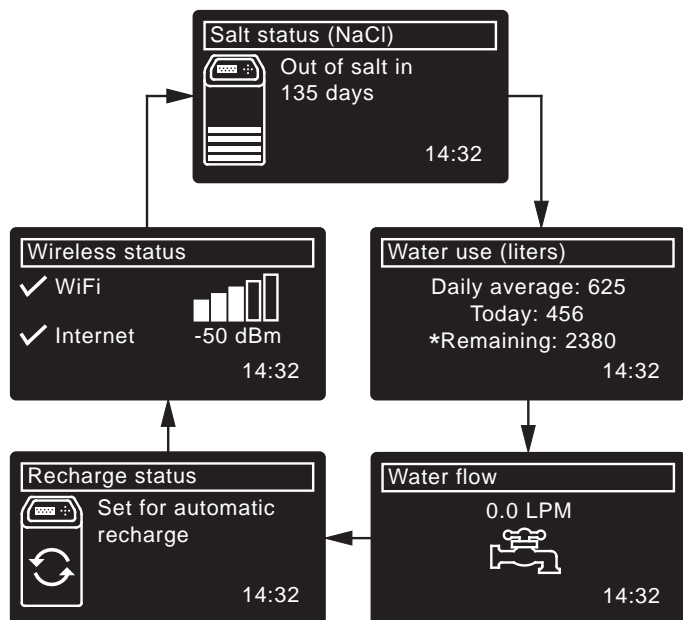 Salt status (NaCl)
Out of salt in
135 days
14:32
Wireless status
WiFi
Internet
-50 dBm
14:32
Water use (liters)
Daily average: 625
Today: 456
*Remaining: 2380
14:32
Recharge status
Set for automatic
recharge
14:32
Water flow
0.0 LPM
14:32